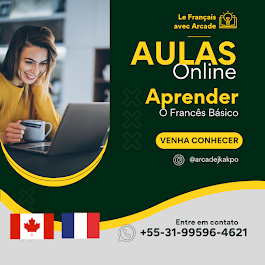 Le Français
avec Arcade
AULAS
Online
Aprender
O Francês Básico
VENHA CONHECER
@arcadejkakpo
Entre em contato
+55-31-99596-4621